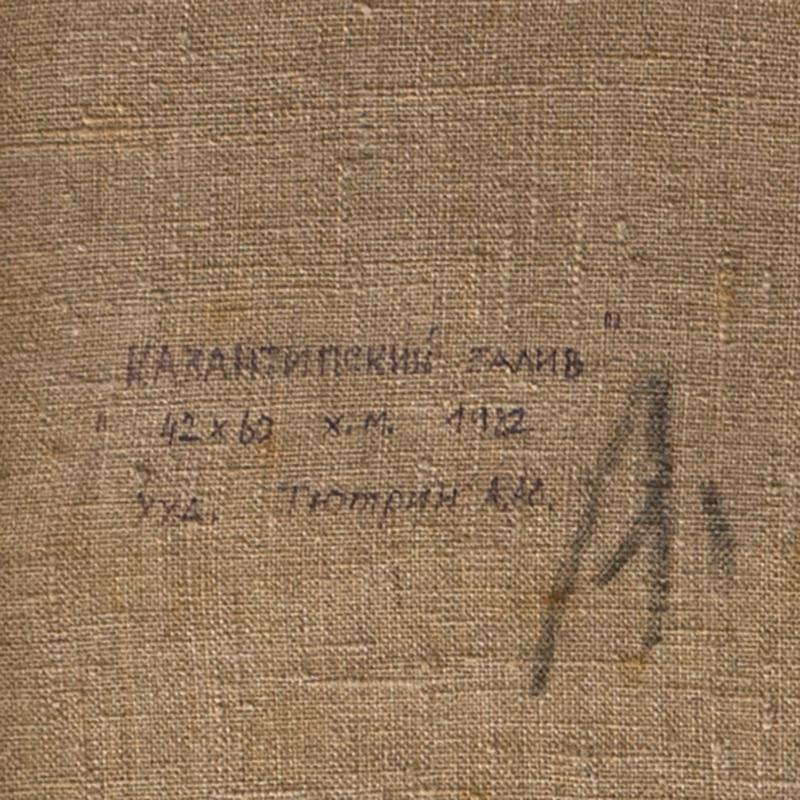 КАЗАНТИПСКИЙ ЗАЛИВ"
" 42 х 60 Х.М. 1982
Худ. Тютрин
А